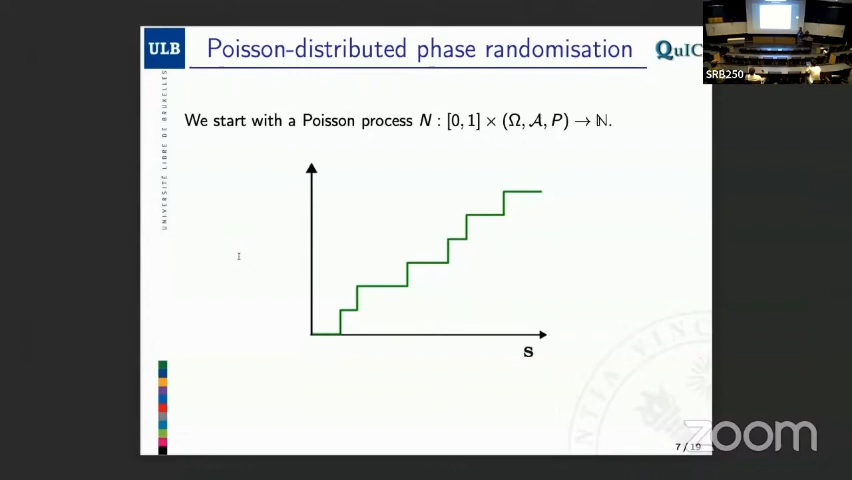 ULB
Poisson-distributed phase randomisation
QuIC
SRB250
UNIVERSITÉ LIBRE DE BRUXELLES
We start with a Poisson process N : [0, 1] × (Ω, 𝒜, P) → ℕ.
s
7 / 19
zoom